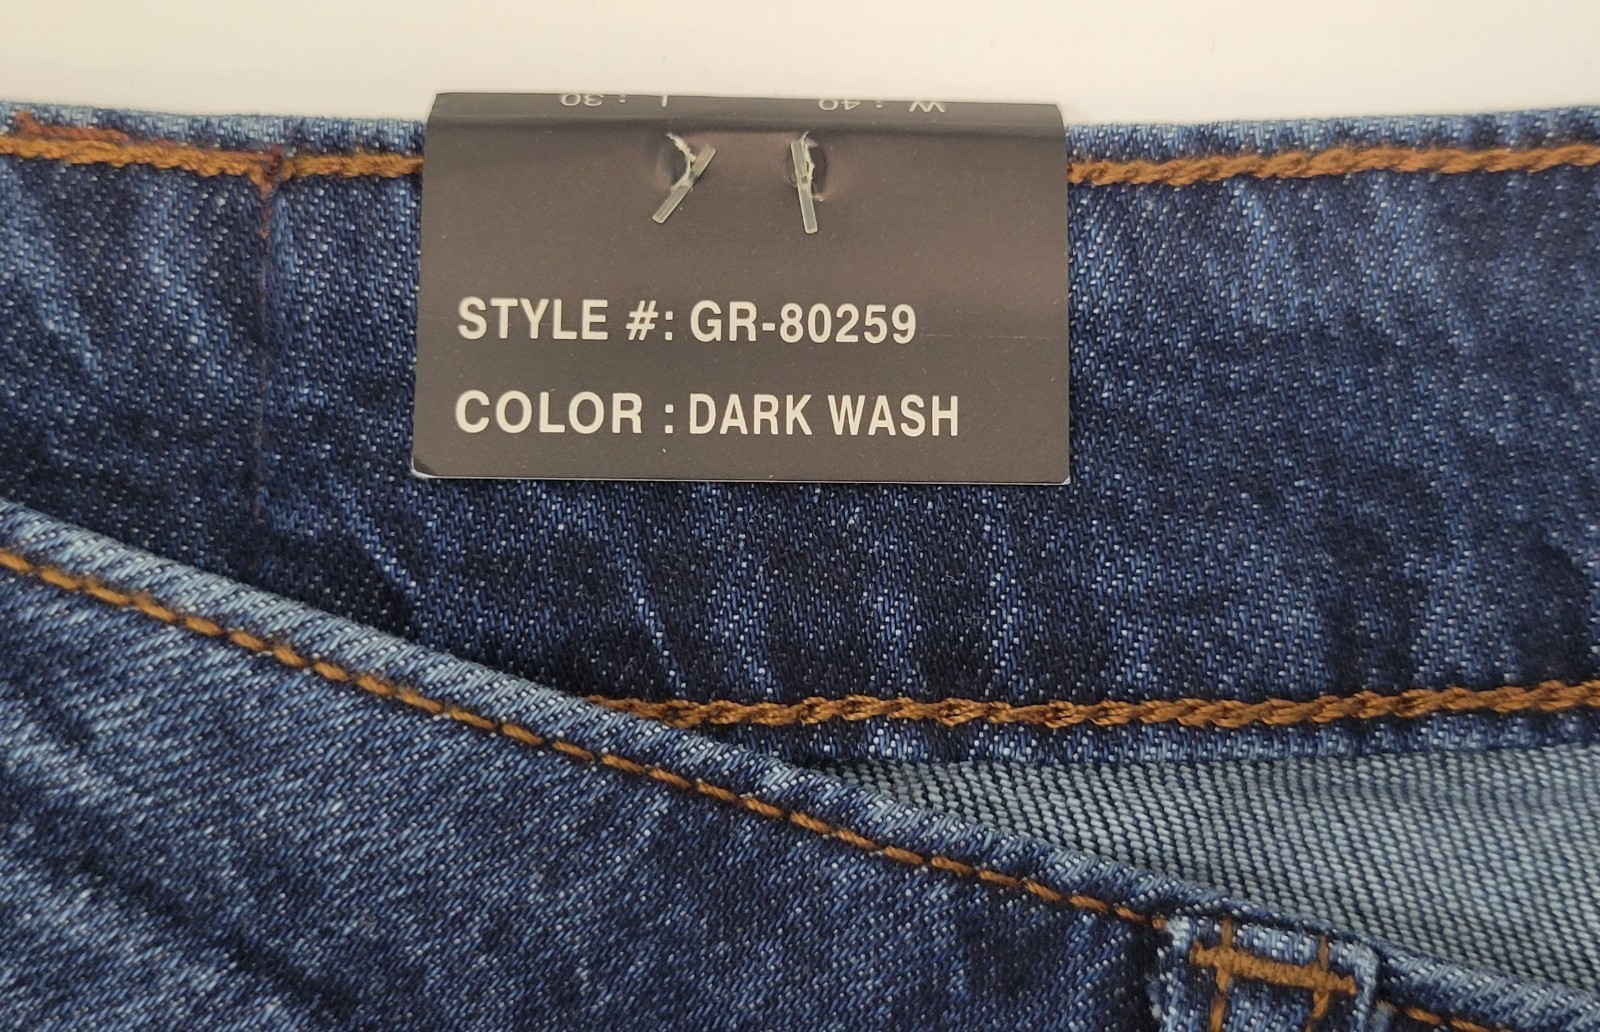 W : 40 L : 30
STYLE #: GR-80259
COLOR : DARK WASH